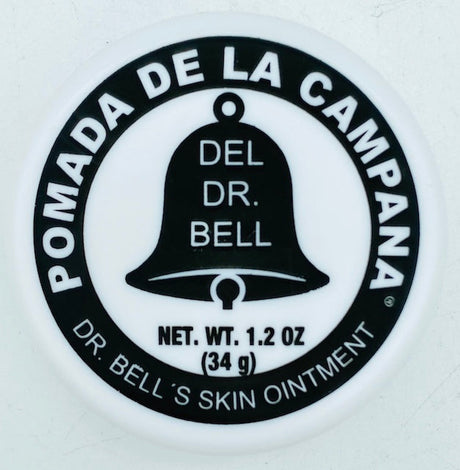 POMADA DE LA CAMPANA®
DEL
DR.
BELL
NET. WT. 1.2 OZ
(34 g)
DR. BELL´S SKIN OINTMENT